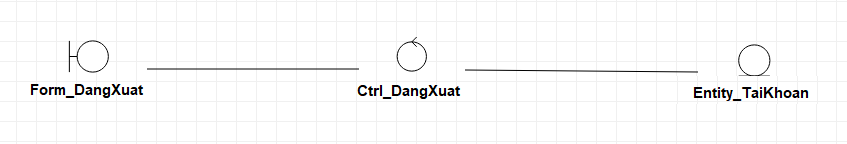 Form_DangXuat
Ctrl_DangXuat
Entity_TaiKhoan